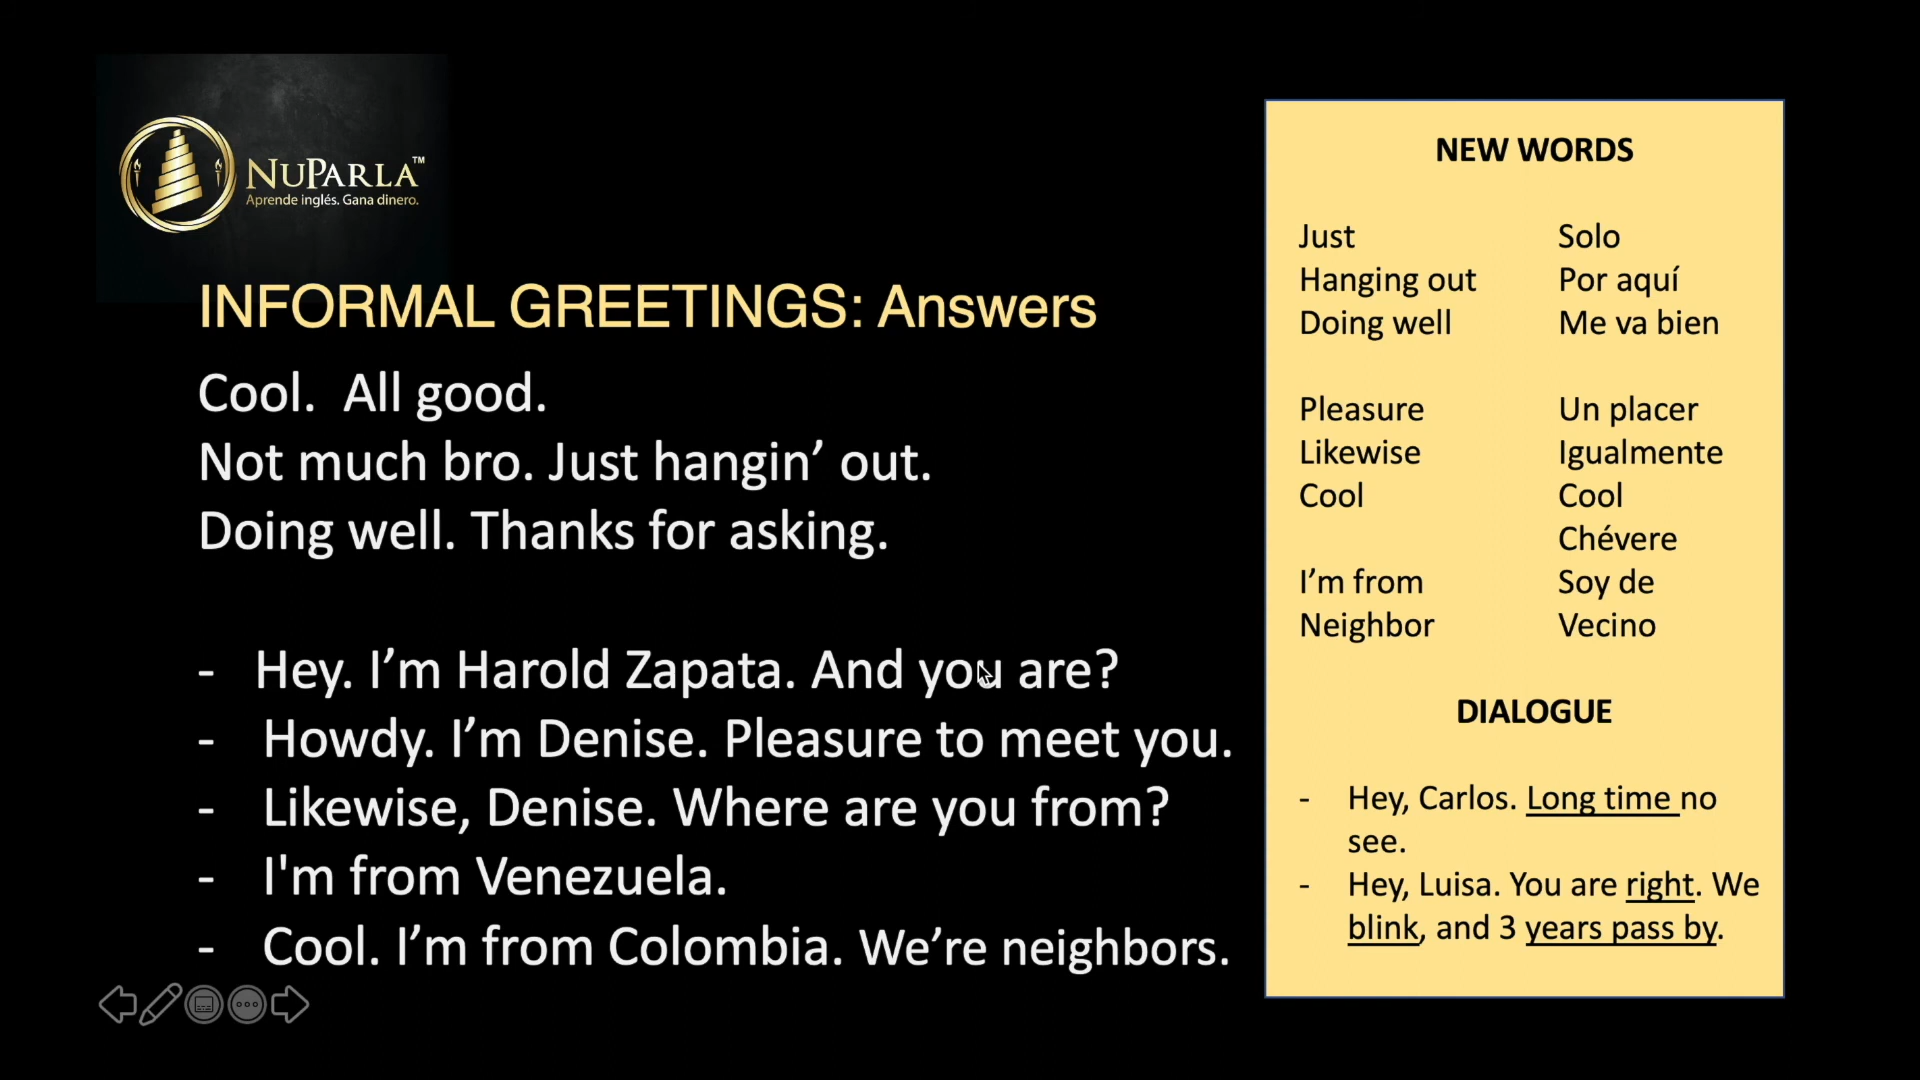 NUPARLA™
Aprende inglés. Gana dinero.
INFORMAL GREETINGS: Answers
Cool.  All good.
Not much bro. Just hangin’ out.
Doing well. Thanks for asking.
- Hey. I’m Harold Zapata. And you are?
- Howdy. I’m Denise. Pleasure to meet you.
- Likewise, Denise. Where are you from?
- I'm from Venezuela.
- Cool. I’m from Colombia. We’re neighbors.
NEW WORDS
Just Solo
Hanging out Por aquí
Doing well Me va bien
Pleasure Un placer
Likewise Igualmente
Cool Cool
Chévere
I’m from Soy de
Neighbor Vecino
DIALOGUE
- Hey, Carlos. Long time no
see.
- Hey, Luisa. You are right. We
blink, and 3 years pass by.